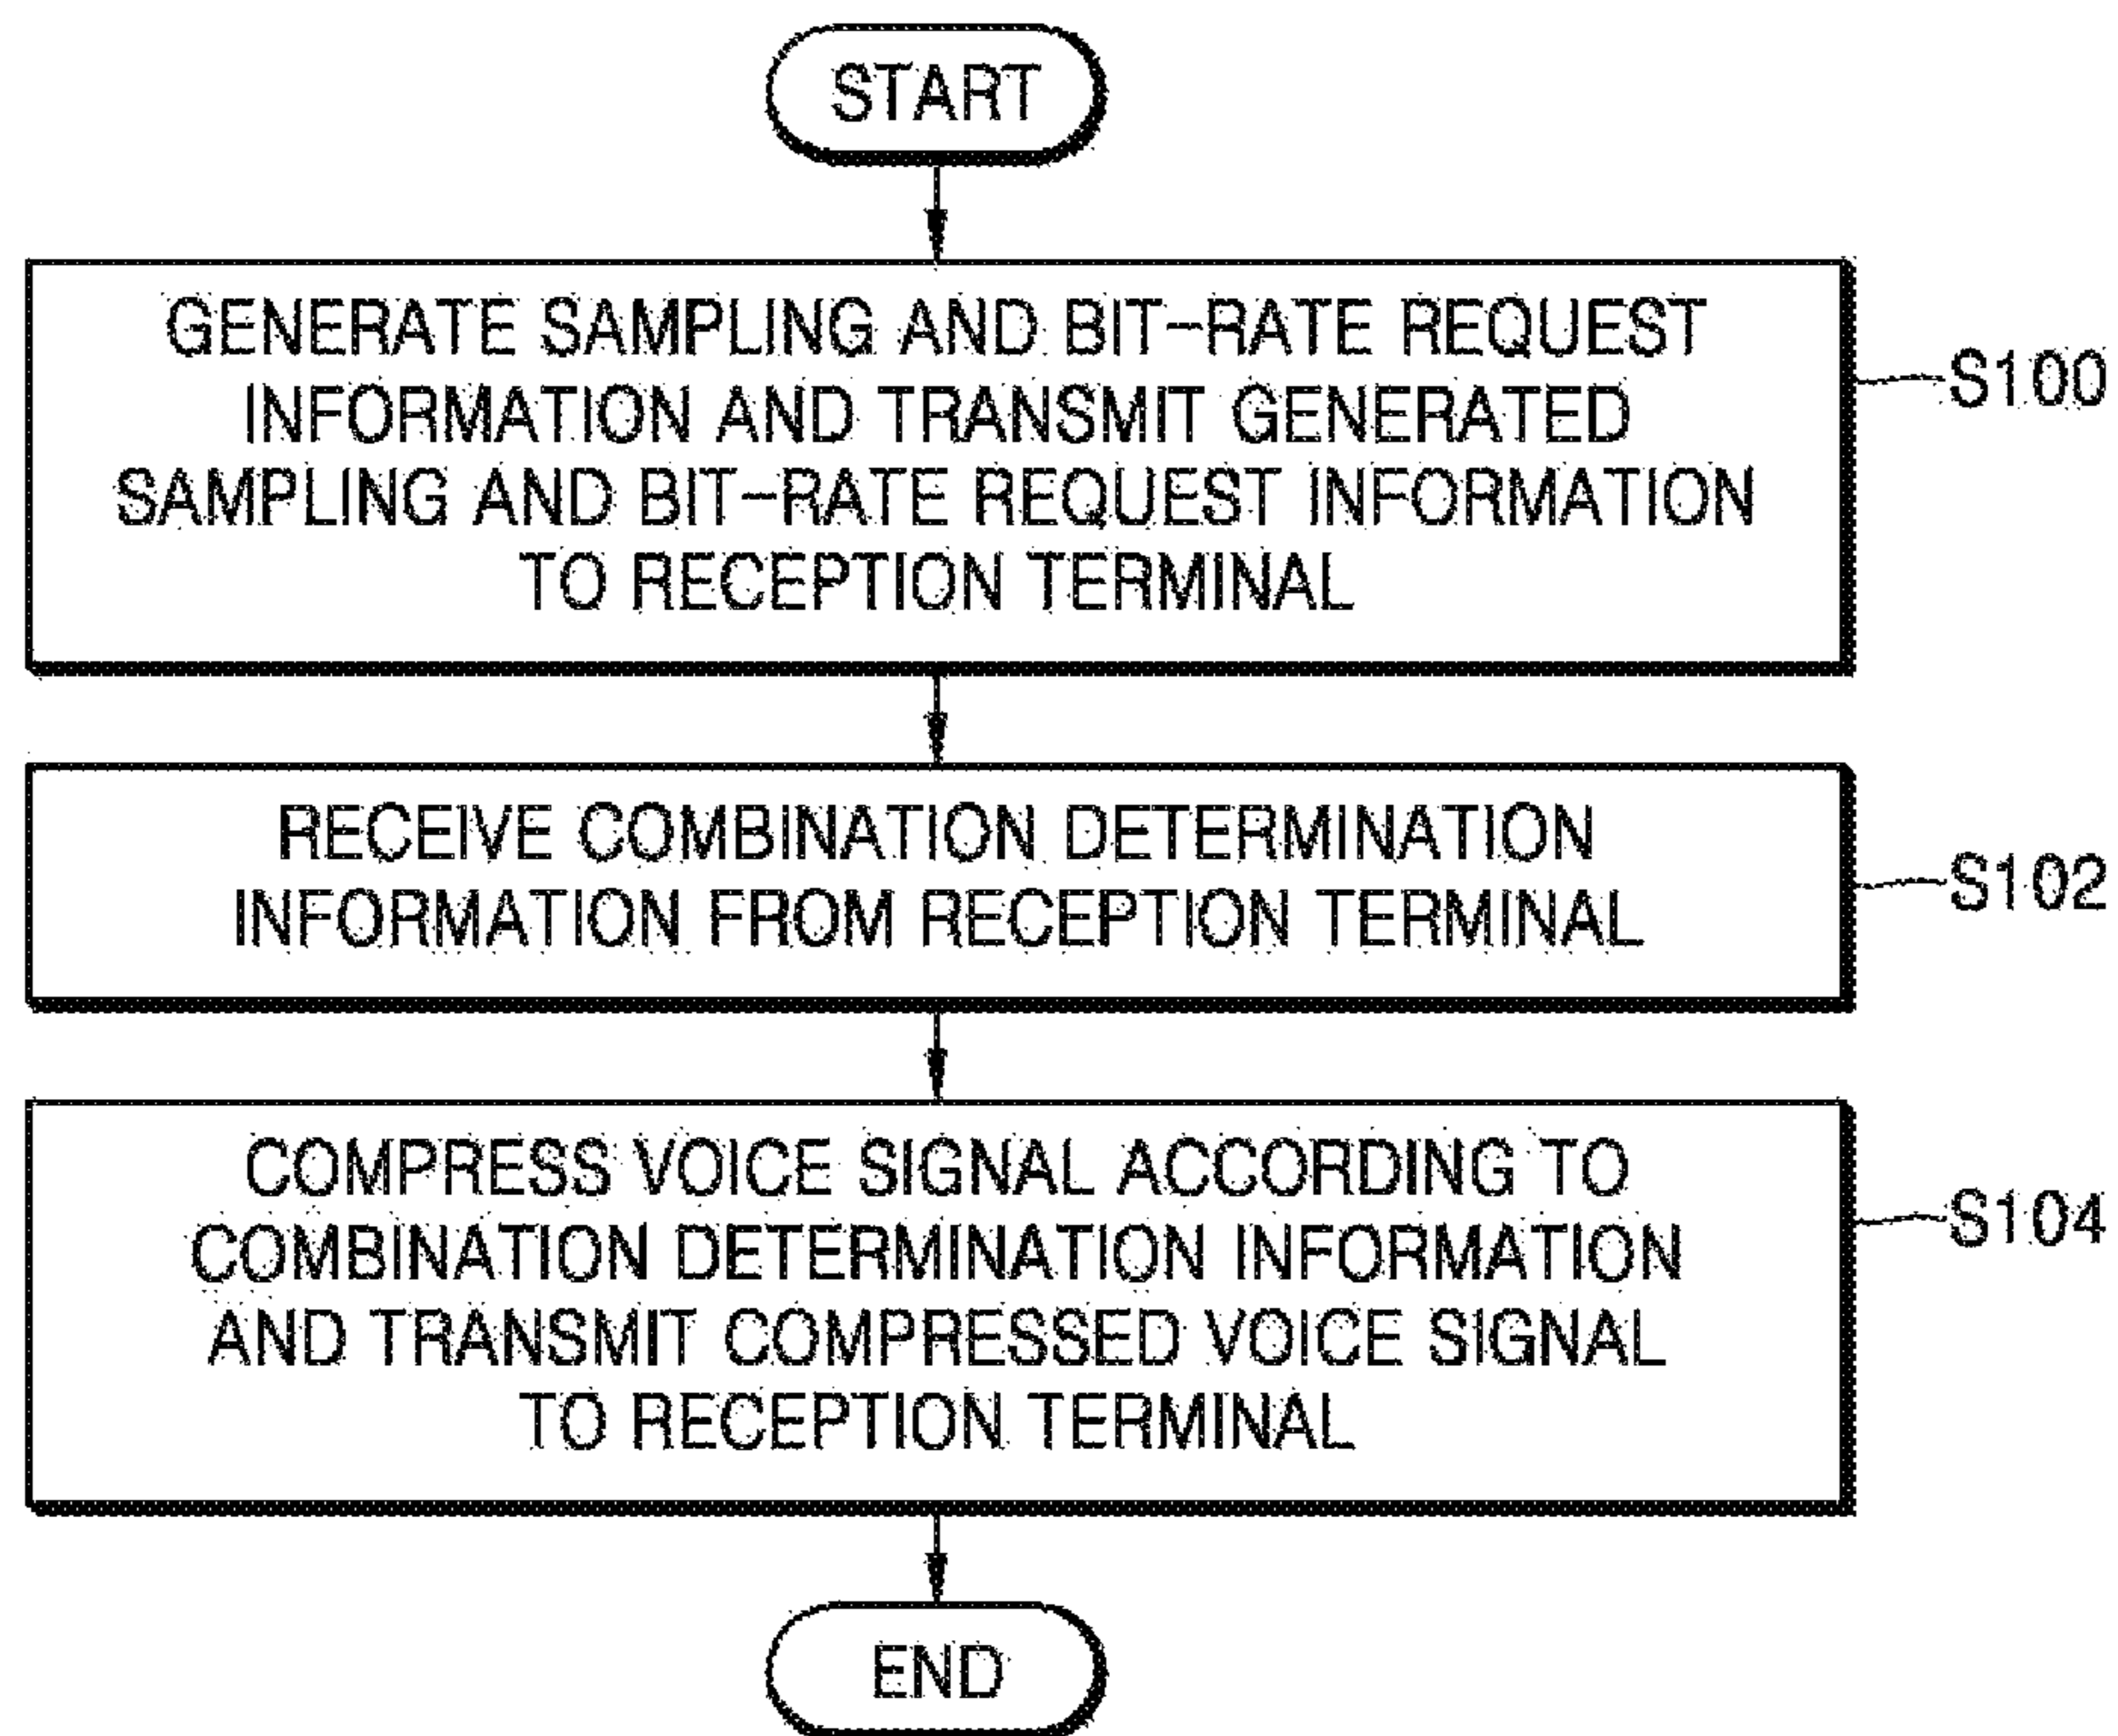 START
GENERATE SAMPLING AND BIT-RATE REQUEST
INFORMATION AND TRANSMIT GENERATED
SAMPLING AND BIT-RATE REQUEST INFORMATION
TO RECEPTION TERMINAL
S100
RECEIVE COMBINATION DETERMINATION
INFORMATION FROM RECEPTION TERMINAL
S102
COMPRESS VOICE SIGNAL ACCORDING TO
COMBINATION DETERMINATION INFORMATION
AND TRANSMIT COMPRESSED VOICE SIGNAL
TO RECEPTION TERMINAL
S104
END